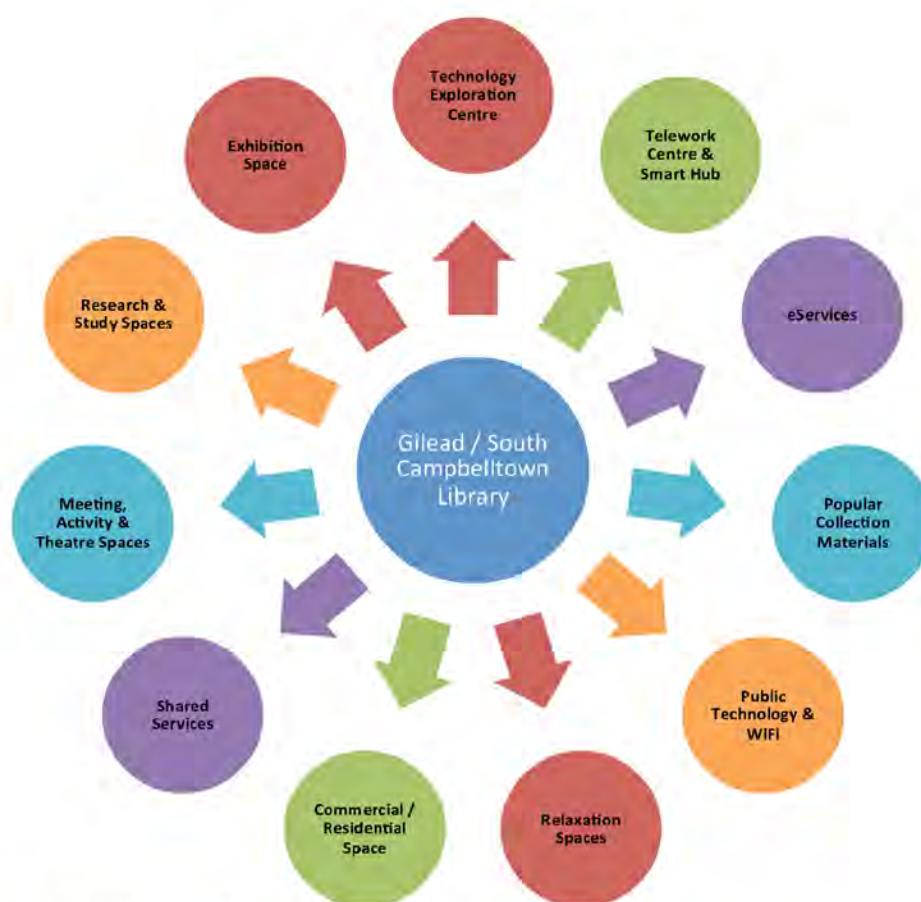 Technology
Exploration
Centre
Telework
Centre &
Smart Hub
eServices
Popular
Collection
Materials
Public
Technology &
WiFi
Relaxation
Spaces
Commercial /
Residential
Space
Shared
Services
Meeting,
Activity &
Theatre Spaces
Research &
Study Spaces
Exhibition
Space
Gilead / South
Campbelltown
Library